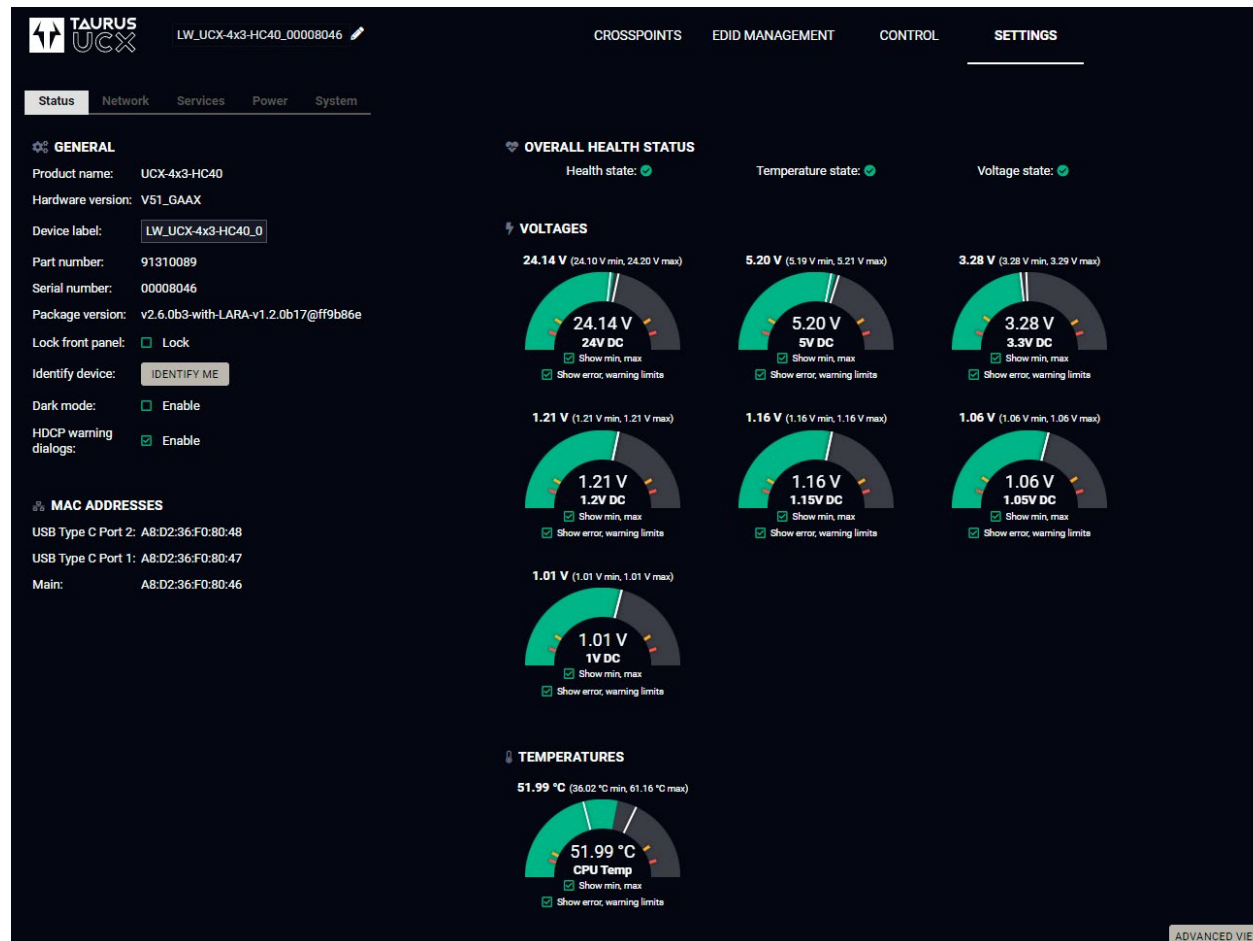 TAURUS
UCX
LW_UCX-4x3-HC40_00008046
CROSSPOINTS EDID MANAGEMENT CONTROL SETTINGS
Status Network Services Power System
GENERAL
Product name: UCX-4x3-HC40
Hardware version: V51_GAAX
Device label: LW_UCX-4x3-HC40_0
Part number: 91310089
Serial number: 00008046
Package version: v2.6.0b3-with-LARA-v1.2.0b17@ff9b86e
Lock front panel: Lock
Identify device: IDENTIFY ME
Dark mode: Enable
HDCP warning
dialogs: Enable
MAC ADDRESSES
USB Type C Port 2: A8:D2:36:F0:80:48
USB Type C Port 1: A8:D2:36:F0:80:47
Main: A8:D2:36:F0:80:46
OVERALL HEALTH STATUS
Health state: Temperature state: Voltage state:
VOLTAGES
24.14 V (24.10 V min, 24.20 V max)
24.14 V
24V DC
Show min, max
Show error, warning limits
5.20 V (5.19 V min, 5.21 V max)
5.20 V
5V DC
Show min, max
Show error, warning limits
3.28 V (3.28 V min, 3.29 V max)
3.28 V
3.3V DC
Show min, max
Show error, warning limits
1.21 V (1.21 V min, 1.21 V max)
1.21 V
1.2V DC
Show min, max
Show error, warning limits
1.16 V (1.16 V min, 1.16 V max)
1.16 V
1.15V DC
Show min, max
Show error, warning limits
1.06 V (1.06 V min, 1.06 V max)
1.06 V
1.05V DC
Show min, max
Show error, warning limits
1.01 V (1.01 V min, 1.01 V max)
1.01 V
1V DC
Show min, max
Show error, warning limits
TEMPERATURES
51.99 °C (36.02 °C min, 61.16 °C max)
51.99 °C
CPU Temp
Show min, max
Show error, warning limits
ADVANCED VIE